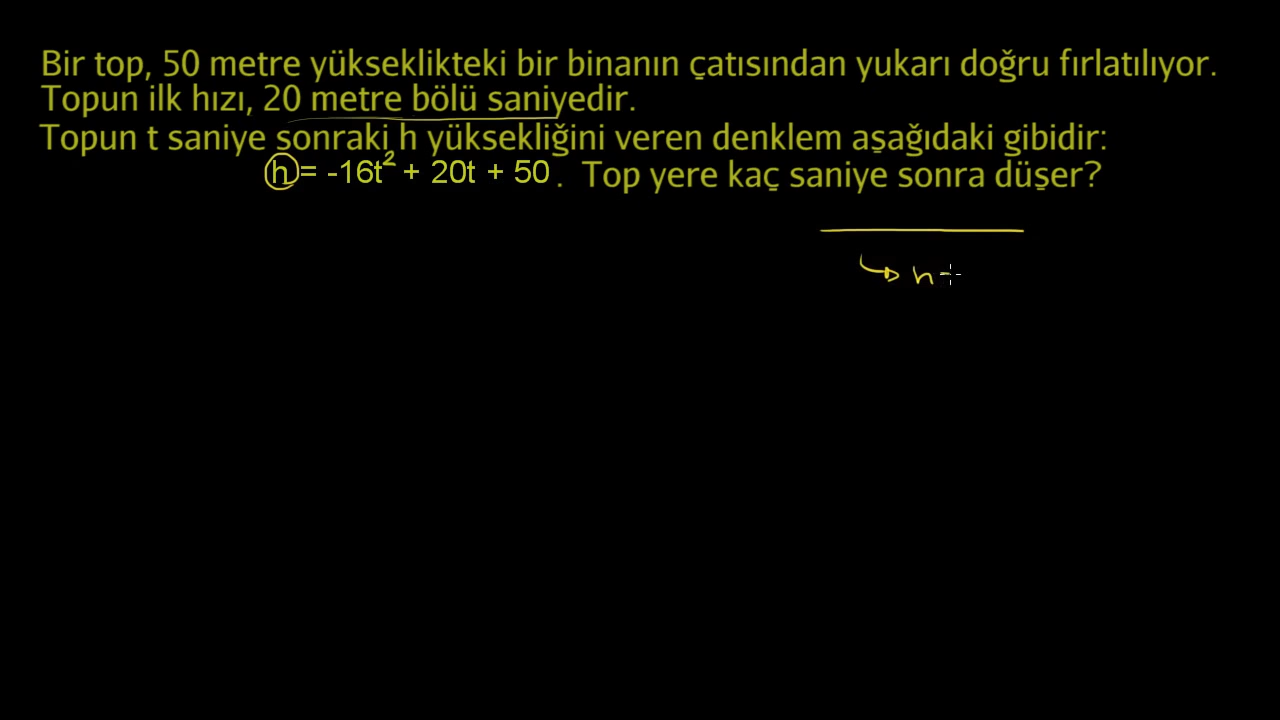 Bir top, 50 metre yükseklikteki bir binanın çatısından yukarı doğru fırlatılıyor.
Topun ilk hızı, 20 metre bölü saniyedir.
Topun t saniye sonraki h yüksekliğini veren denklem aşağıdaki gibidir:
h = -16t² + 20t + 50 . Top yere kaç saniye sonra düşer?
h =